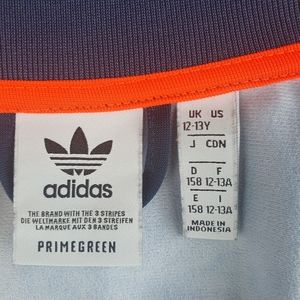 adidas
THE BRAND WITH THE 3 STRIPES
DIE WELTMARKE MIT DEN 3 STREIFEN
LA MARQUE AUX 3 BANDES
PRIMEGREEN
UK US
12-13Y
J CDN
D F
158 12-13A
E I
158 12-13A
MADE IN
INDONESIA